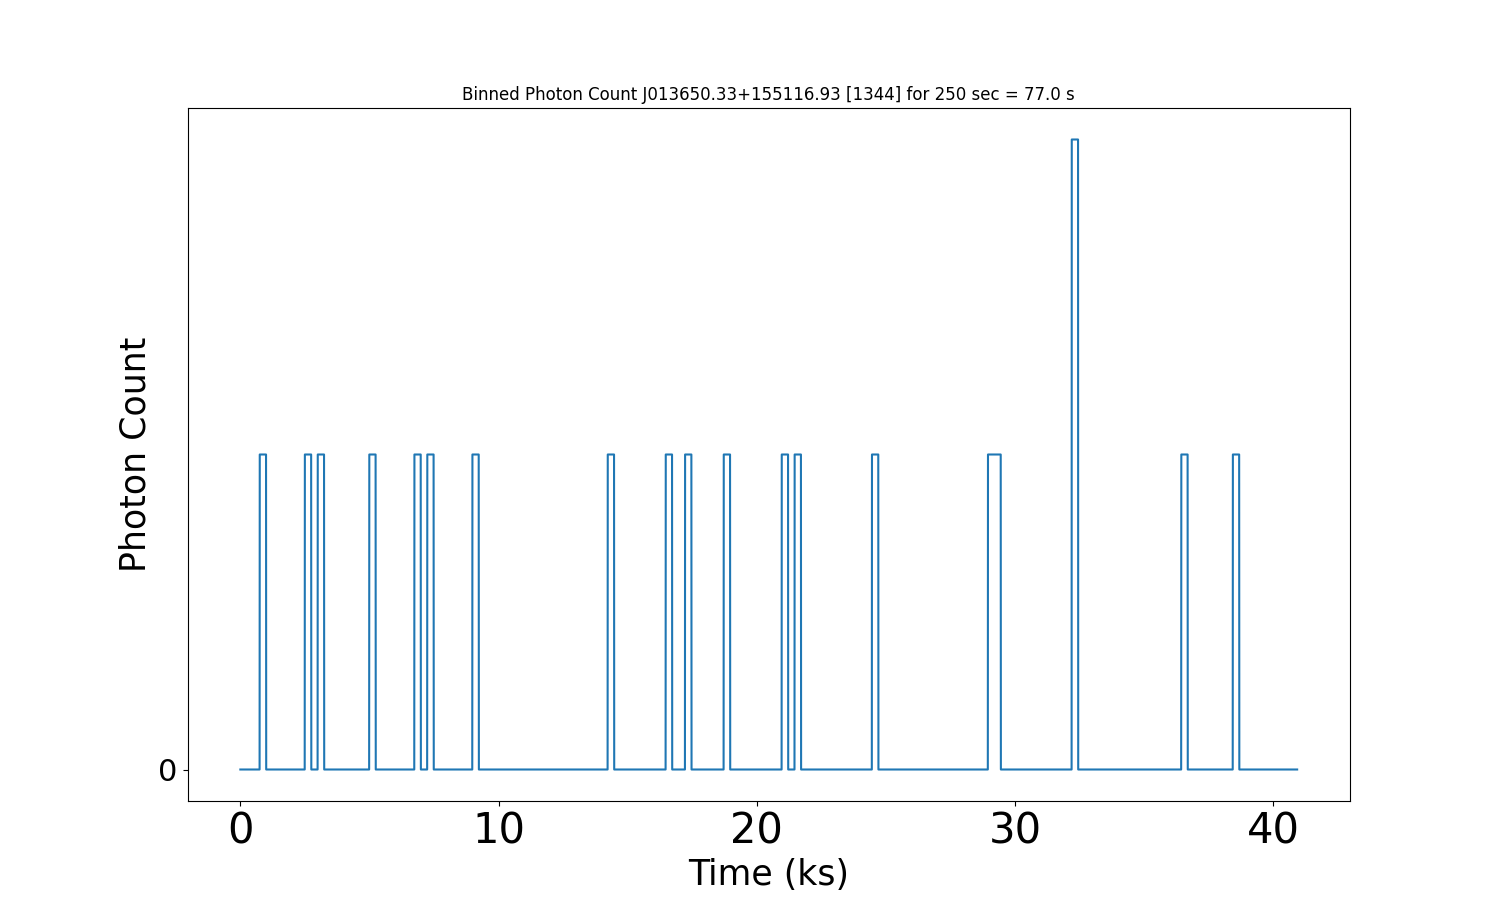 Binned Photon Count J013650.33+155116.93 [1344] for 250 sec = 77.0 s
Photon Count
0
0 10 20 30 40
Time (ks)